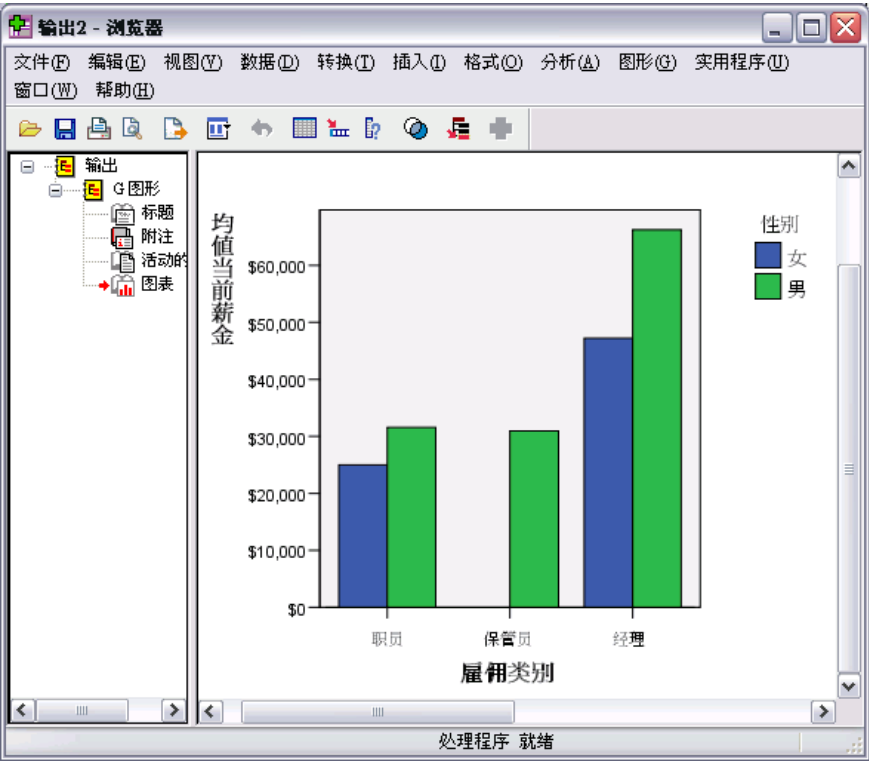 输出2 - 浏览器
文件(F) 编辑(E) 视图(V) 数据(D) 转换(T) 插入(I) 格式(O) 分析(A) 图形(G) 实用程序(U)
窗口(W) 帮助(H)
输出
G 图形
标题
附注
活动的
图表
均值当前薪金
$60,000
$50,000
$40,000
$30,000
$20,000
$10,000
$0
职员 保管员 经理
雇佣类别
性别
女
男
处理程序 就绪